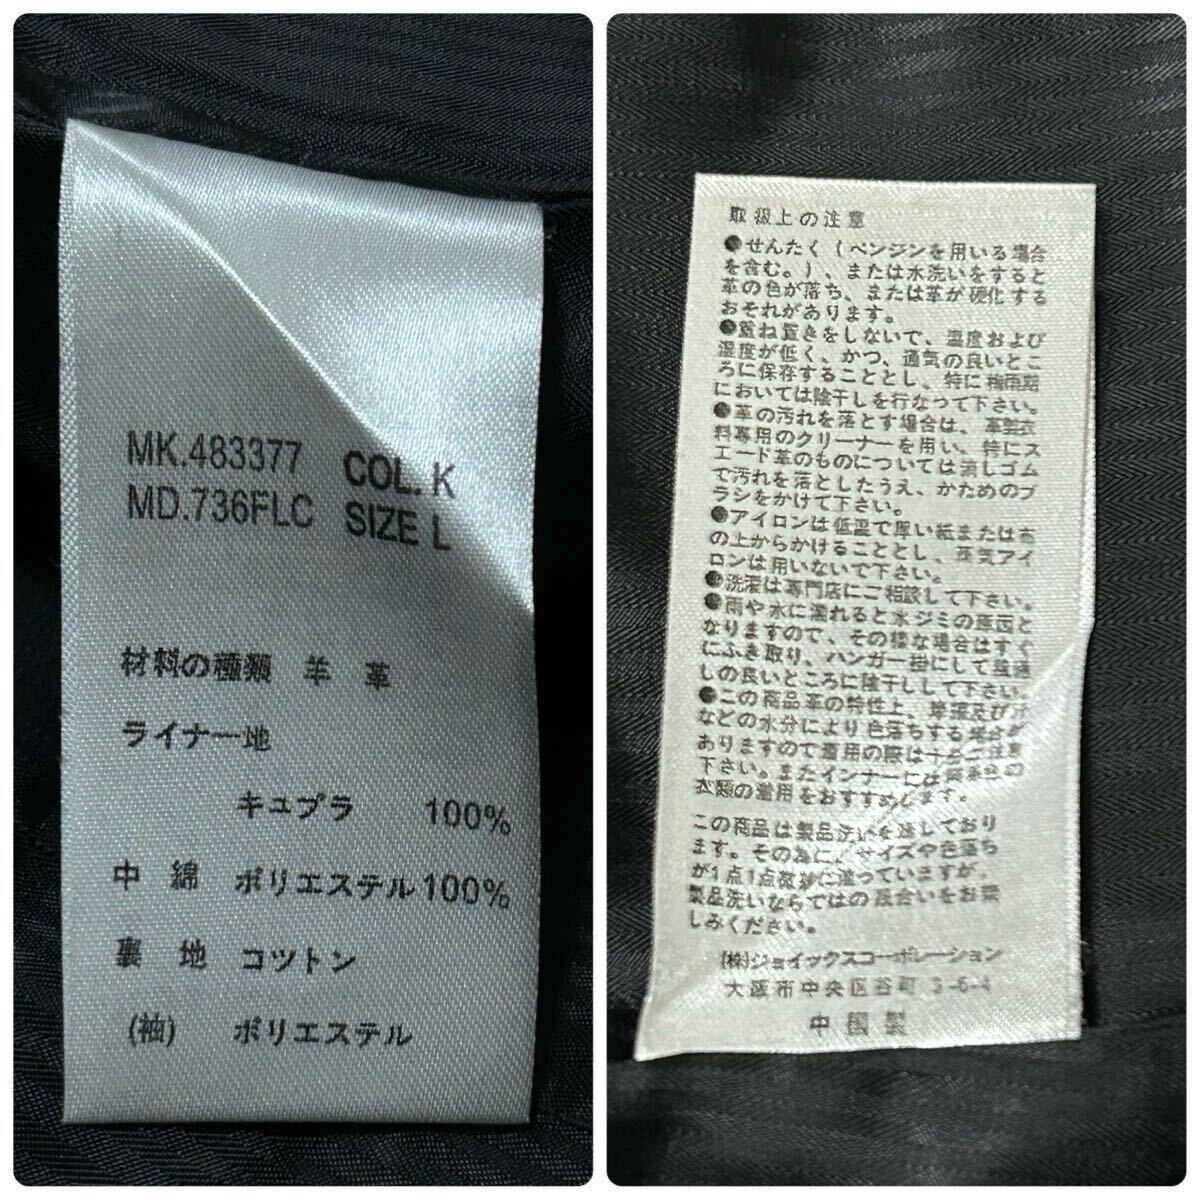 MK.483377 COL. K
MD.736FLC SIZE L
材料の種類 羊 革
ライナー地
キュプラ 100%
中 綿 ポリエステル 100%
裏 地 コットン
(袖) ポリエステル
取扱上の注意
●せんたく(ベンジンを用いる場合
を含む。)、または水洗いをすると
革の色が落ち、または革が硬化する
おそれがあります。
●重ね置きをしないで、温度および
湿度が低く、かつ、通気の良いとこ
ろに保存することとし、特に梅雨期
においては陰干しを行なって下さい。
●革の汚れを落とす場合は、革製衣
料専用のクリーナーを用い、特にス
エード革のものについては消しゴム
で汚れを落としたうえ、かためのブ
ラシをかけて下さい。
●アイロンは低温で厚い紙または布
の上からかけることとし、蒸気アイ
ロンは用いないで下さい。
●洗濯は専門店にご相談して下さい。
●雨や水に濡れると水ジミの原因と
なりますので、その様な場合はすぐ
にふき取り、ハンガー掛にして風通
しの良いところに陰干しして下さい。
●この商品革の特性上、摩擦及び汗
などの水分により色落ちする場合が
ありますので着用の際は十分ご注意
下さい。またインナーには同系色の
衣類の着用をおすすめします。
この商品は製品洗いを施しており
ます。その為に、サイズや色落ち
が1点1点微妙に違っていますが、
製品洗いならではの風合いをお楽
しみください。
(株)ジョイックスコーポレーション
大阪市中央区谷町 3-6-4
中 国 製